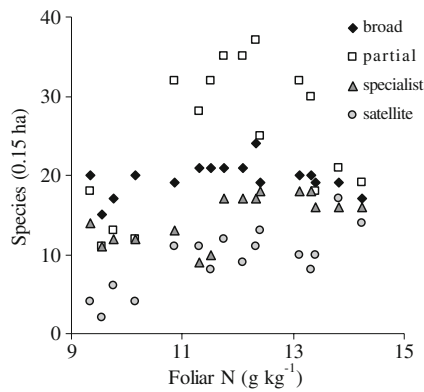 40
30
20
10
0
Species (0.15 ha)
broad
partial
specialist
satellite
9 11 13 15
Foliar N (g kg⁻¹)